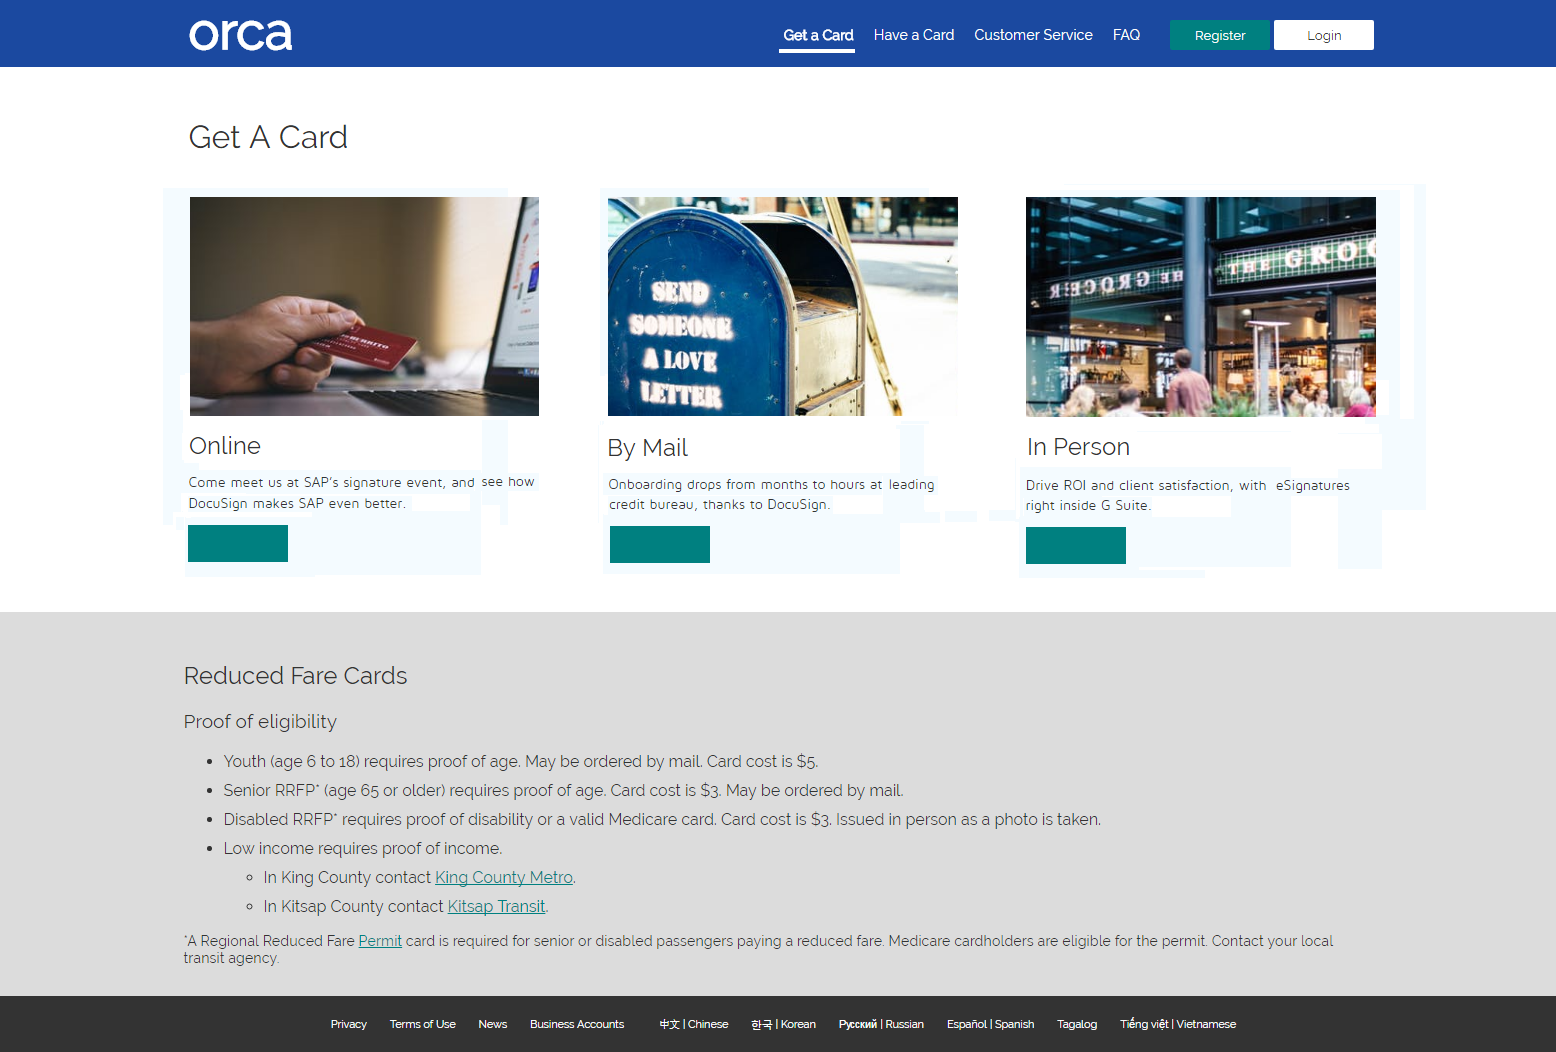 orca
Get a Card
Have a Card
Customer Service
FAQ
Register
Login
Get A Card
SEND
SOMEONE
A LOVE
LETTER
THE GROCER
THE GROC
Online
By Mail
In Person
Come meet us at SAP's signature event, and see how
DocuSign makes SAP even better.
Onboarding drops from months to hours at leading
credit bureau, thanks to DocuSign.
Drive ROI and client satisfaction, with eSignatures
right inside G Suite.
Reduced Fare Cards
Proof of eligibility
• Youth (age 6 to 18) requires proof of age. May be ordered by mail. Card cost is $5.
• Senior RRFP* (age 65 or older) requires proof of age. Card cost is $3. May be ordered by mail.
• Disabled RRFP* requires proof of disability or a valid Medicare card. Card cost is $3. Issued in person as a photo is taken.
• Low income requires proof of income.
◦ In King County contact King County Metro.
◦ In Kitsap County contact Kitsap Transit.
*A Regional Reduced Fare Permit card is required for senior or disabled passengers paying a reduced fare. Medicare cardholders are eligible for the permit. Contact your local
transit agency.
Privacy
Terms of Use
News
Business Accounts
中文 | Chinese
한국 | Korean
Русский | Russian
Español | Spanish
Tagalog
Tiếng việt | Vietnamese